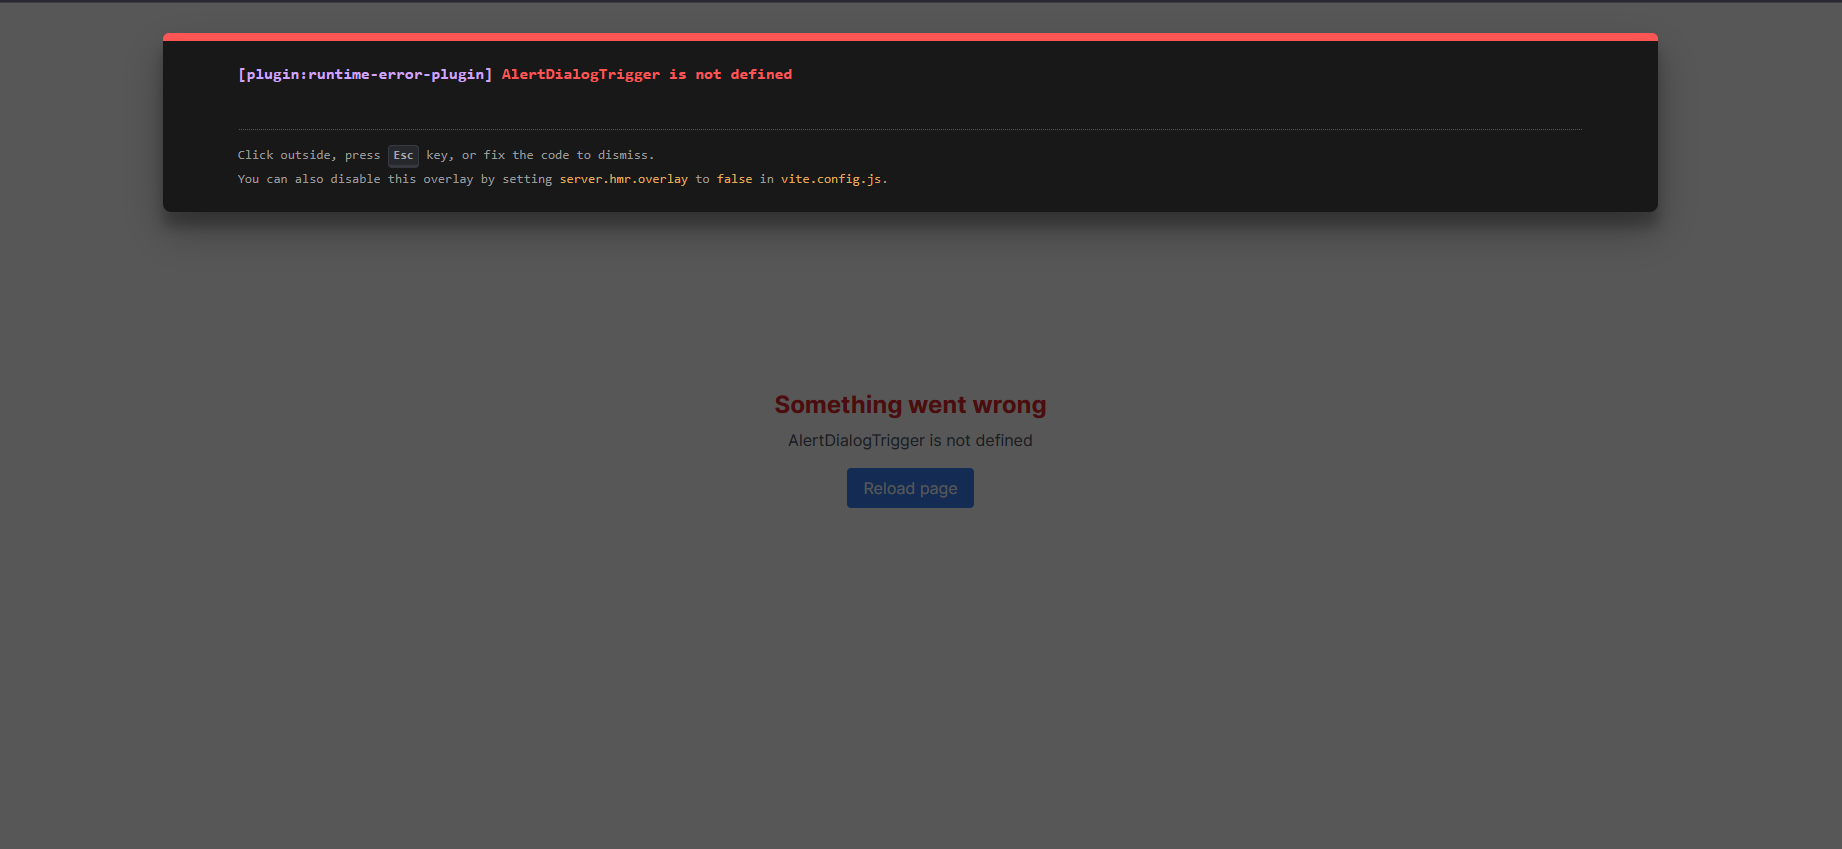 [plugin:runtime-error-plugin] AlertDialogTrigger is not defined
Click outside, press Esc key, or fix the code to dismiss.
You can also disable this overlay by setting server.hmr.overlay to false in vite.config.js.
Something went wrong
AlertDialogTrigger is not defined
Reload page